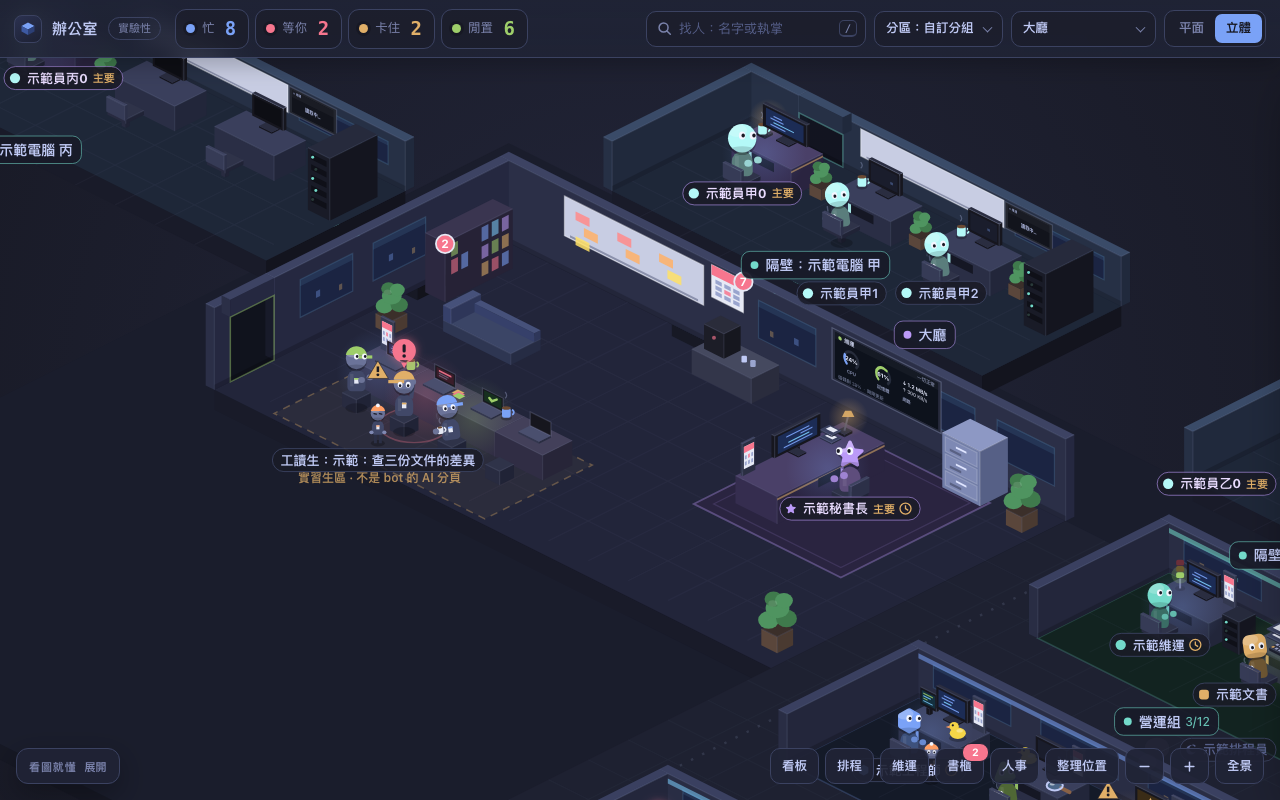 辦公室
實驗性
忙 8
等你 2
卡住 2
閒置 6
找人：名字或執掌
/
分區：自訂分組
大廳
平面
立體
示範員丙0 主要
示範電腦 丙
示範員甲0 主要
2
7
隔壁：示範電腦 甲
示範員甲1
示範員甲2
大廳
維運
CPU
工讀生：示範：查三份文件的差異
實習生區 · 不是 bot 的 AI 分頁
示範秘書長 主要
示範員乙0 主要
隔壁
示範維運
示範文書
營運組 3/12
示範排程員
看圖就懂 展開
看板
排程
維運
書櫃
2
人事
整理位置
−
+
全景